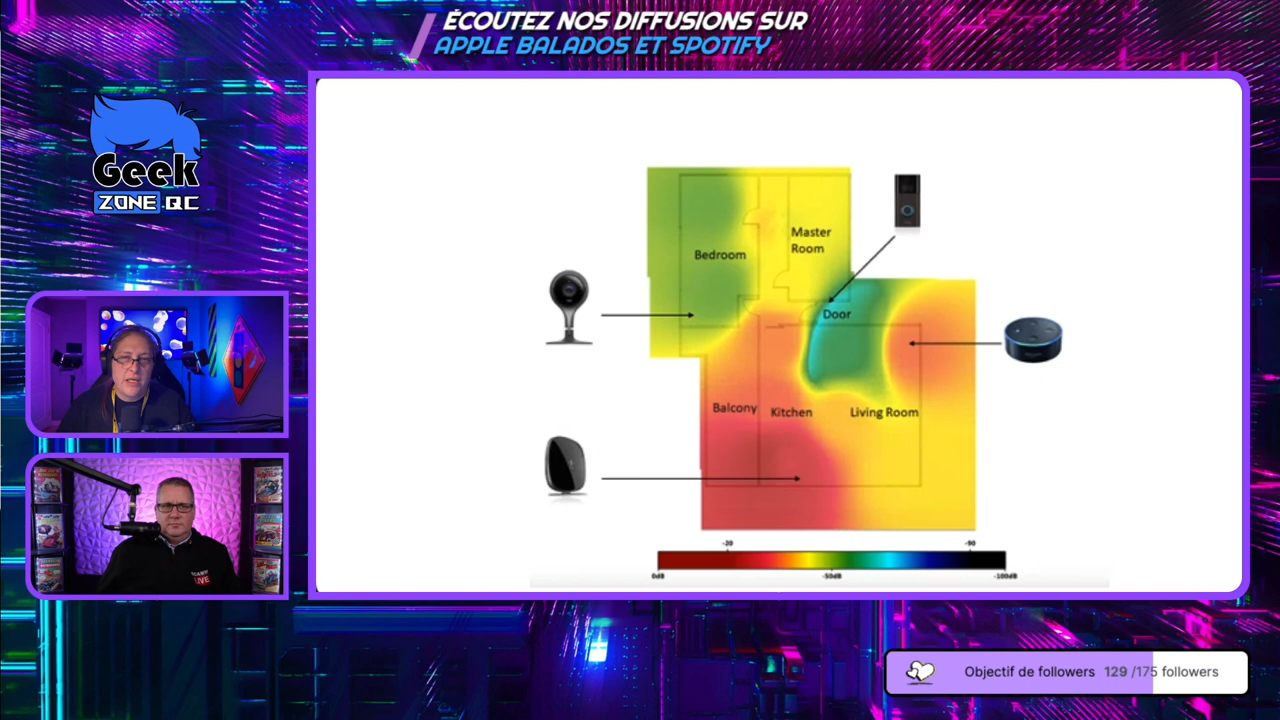 ÉCOUTEZ NOS DIFFUSIONS SUR
APPLE BALADOS ET SPOTIFY
Geek
ZONE QC
Master
Room
Bedroom
Door
Balcony
Kitchen
Living Room
-20
-90
0dB
-50dB
-100dB
LIVE
Objectif de followers 129 /175 followers